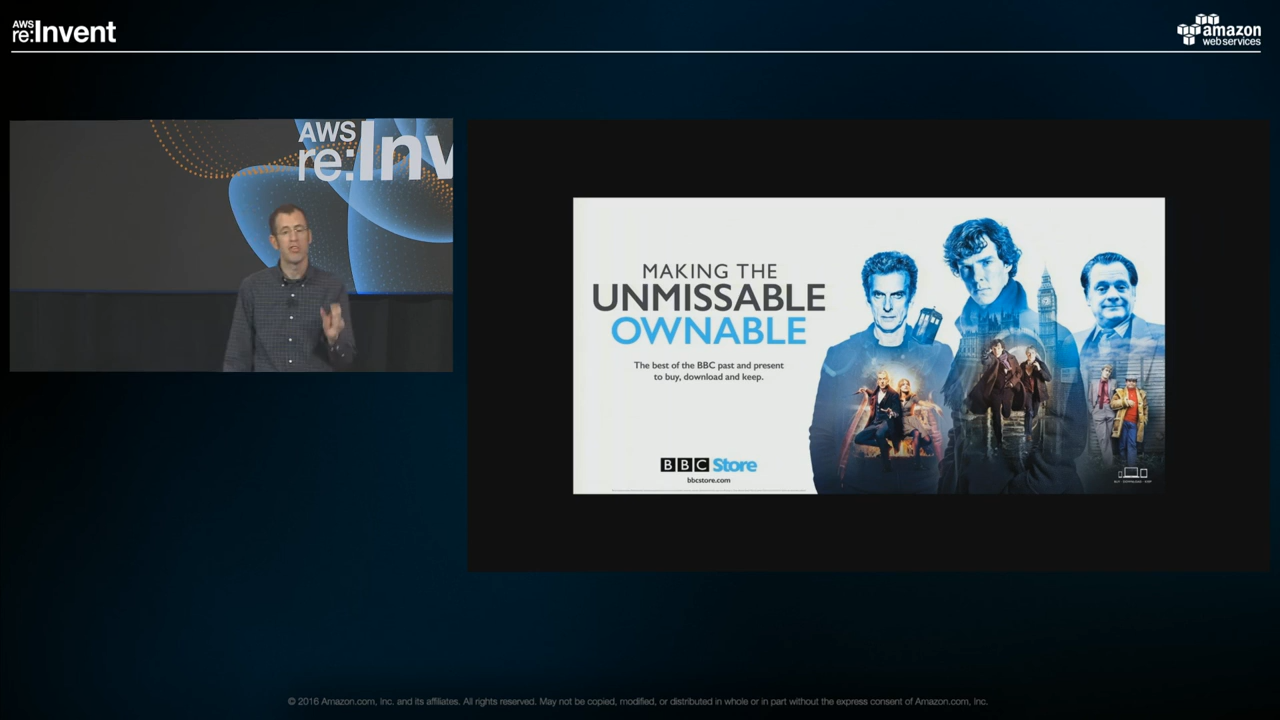 AWS
re:Invent
amazon
webservices
AWS
re:Inv
MAKING THE
UNMISSABLE
OWNABLE
The best of the BBC past and present
to buy, download and keep.
BBC Store
bbcstore.com
© 2016 Amazon.com, Inc. and its affiliates. All rights reserved. May not be copied, modified, or distributed in whole or in part without the express consent of Amazon.com, Inc.